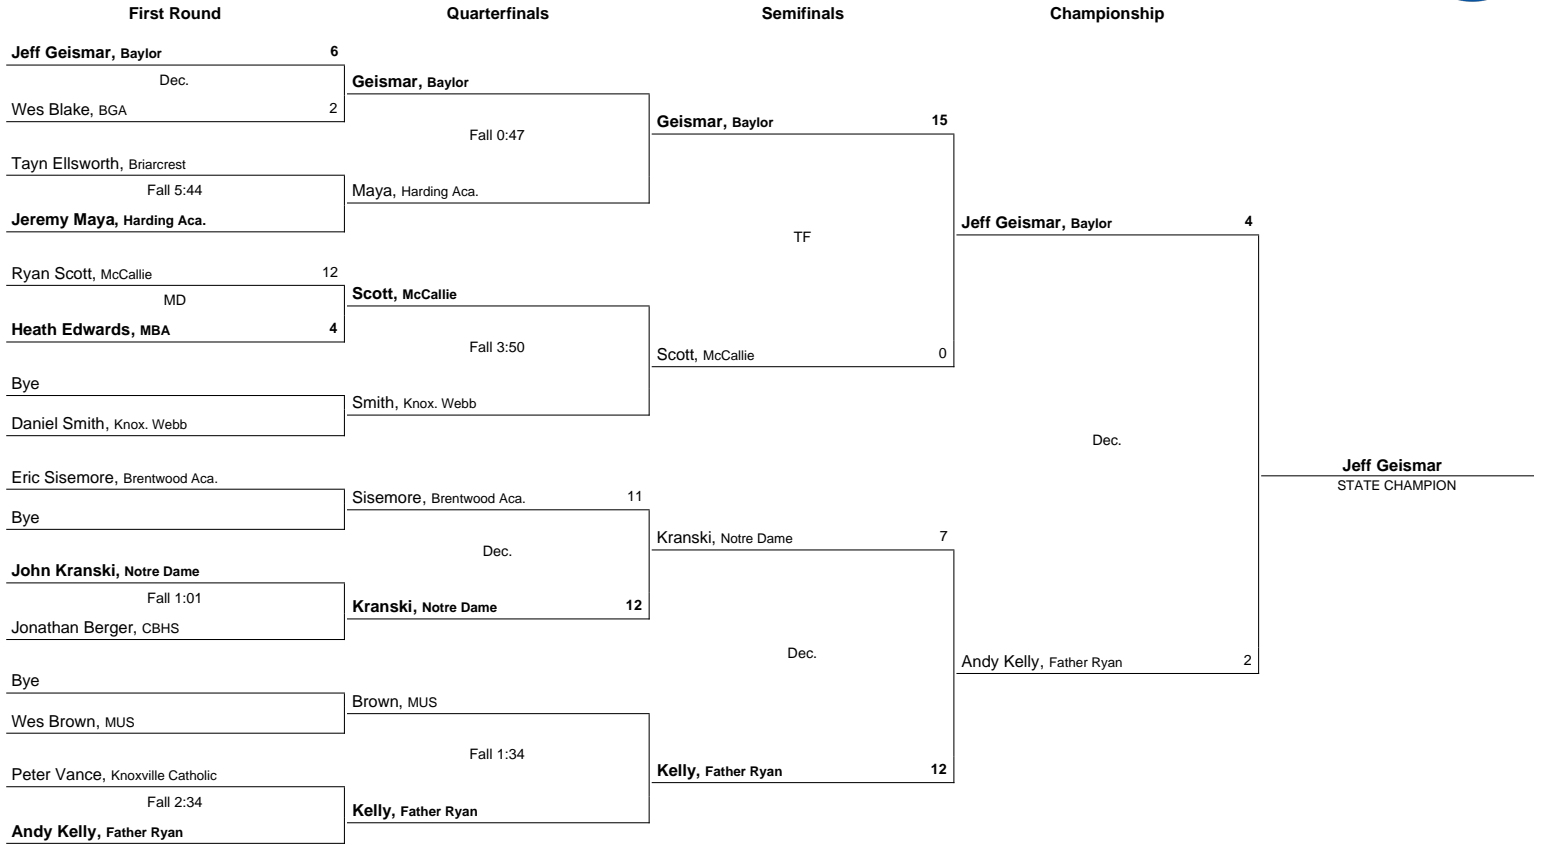 First Round Quarterfinals Semifinals Championship
Jeff Geismar, Baylor 6
Dec.
Wes Blake, BGA 2
Tayn Ellsworth, Briarcrest
Fall 5:44
Jeremy Maya, Harding Aca.
Ryan Scott, McCallie 12
MD
Heath Edwards, MBA 4
Bye
Daniel Smith, Knox. Webb
Eric Sisemore, Brentwood Aca.
Bye
John Kranski, Notre Dame
Fall 1:01
Jonathan Berger, CBHS
Bye
Wes Brown, MUS
Peter Vance, Knoxville Catholic
Fall 2:34
Andy Kelly, Father Ryan
Geismar, Baylor
Fall 0:47
Maya, Harding Aca.
Scott, McCallie
Fall 3:50
Smith, Knox. Webb
Sisemore, Brentwood Aca. 11
Dec.
Kranski, Notre Dame 12
Brown, MUS
Fall 1:34
Kelly, Father Ryan
Geismar, Baylor 15
TF
Scott, McCallie 0
Kranski, Notre Dame 7
Dec.
Kelly, Father Ryan 12
Jeff Geismar, Baylor 4
Dec.
Andy Kelly, Father Ryan 2
Jeff Geismar
STATE CHAMPION